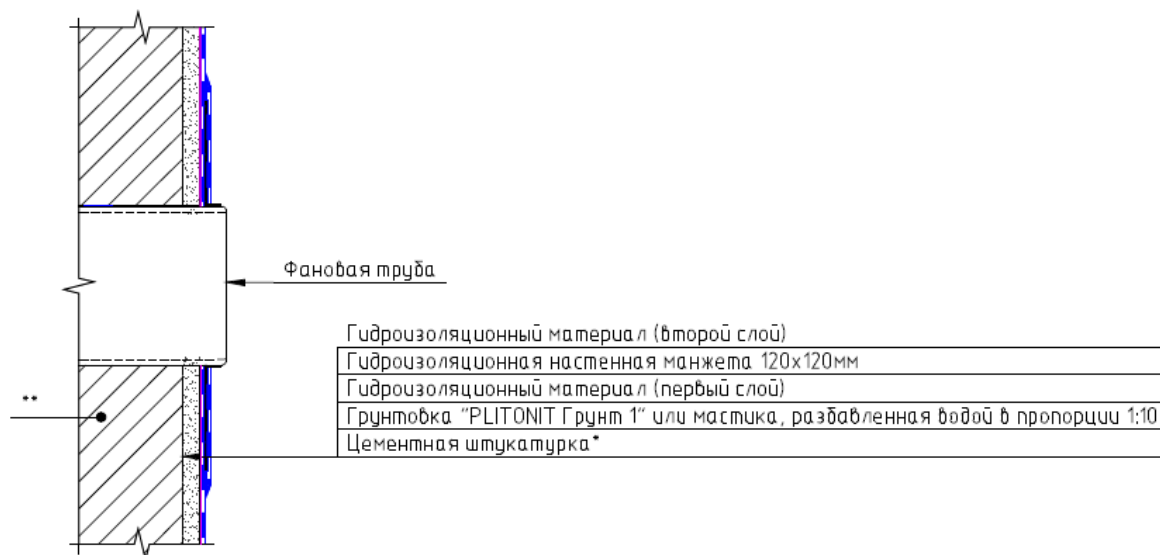 Фановая труба
Гидроизоляционный материал (второй слой)
Гидроизоляционная настенная манжета 120х120мм
Гидроизоляционный материал (первый слой)
Грунтовка "PLITONIT Грунт 1" или мастика, разбавленная водой в пропорции 1:10
**
Цементная штукатурка*